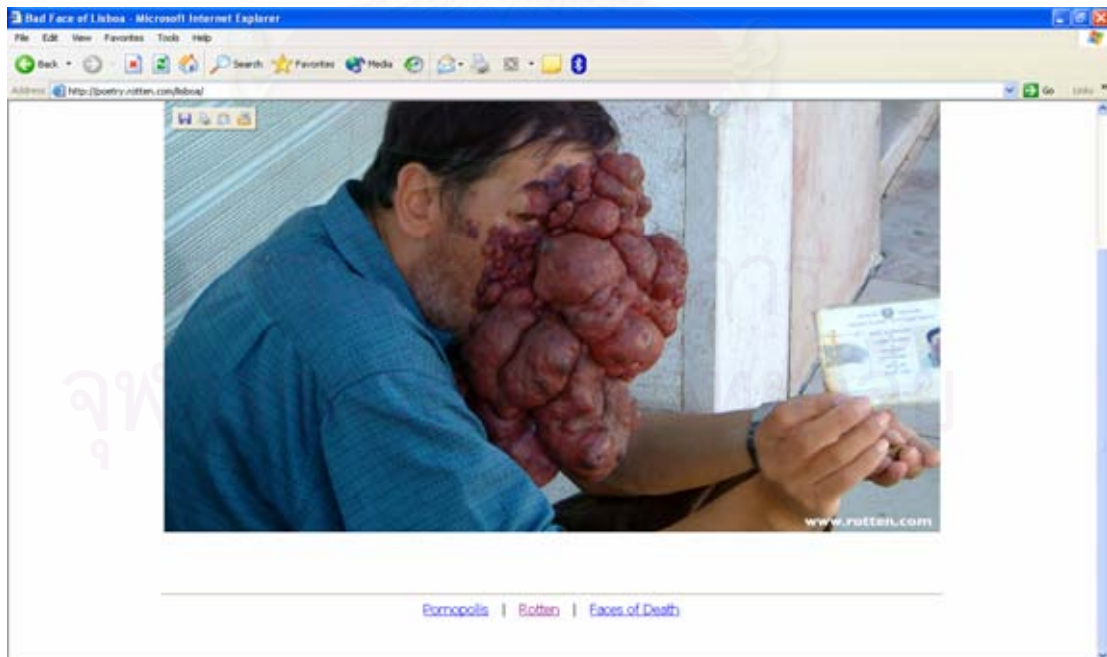 Bad Face of Lisboa - Microsoft Internet Explorer
File Edit View Favorites Tools Help
Back Search Favorites Media
Address http://poetry.rotten.com/lisboa/ Go Links
www.rotten.com
Pornopolis | Rotten | Faces of Death